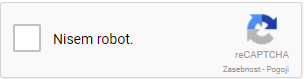 Nisem robot.
reCAPTCHA
Zasebnost - Pogoji